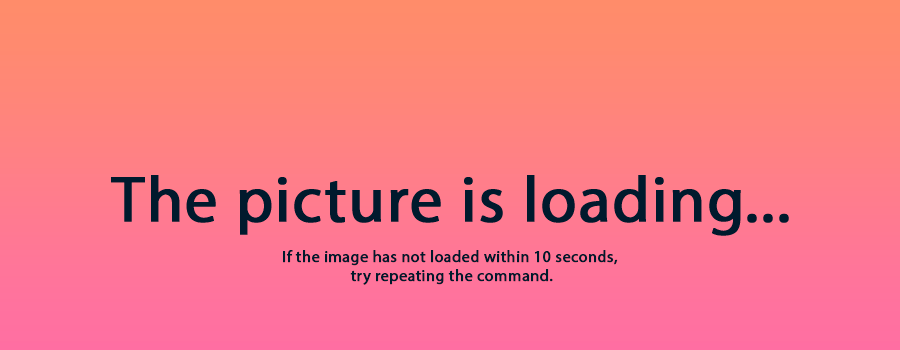 The picture is loading...
If the image has not loaded within 10 seconds,
try repeating the command.